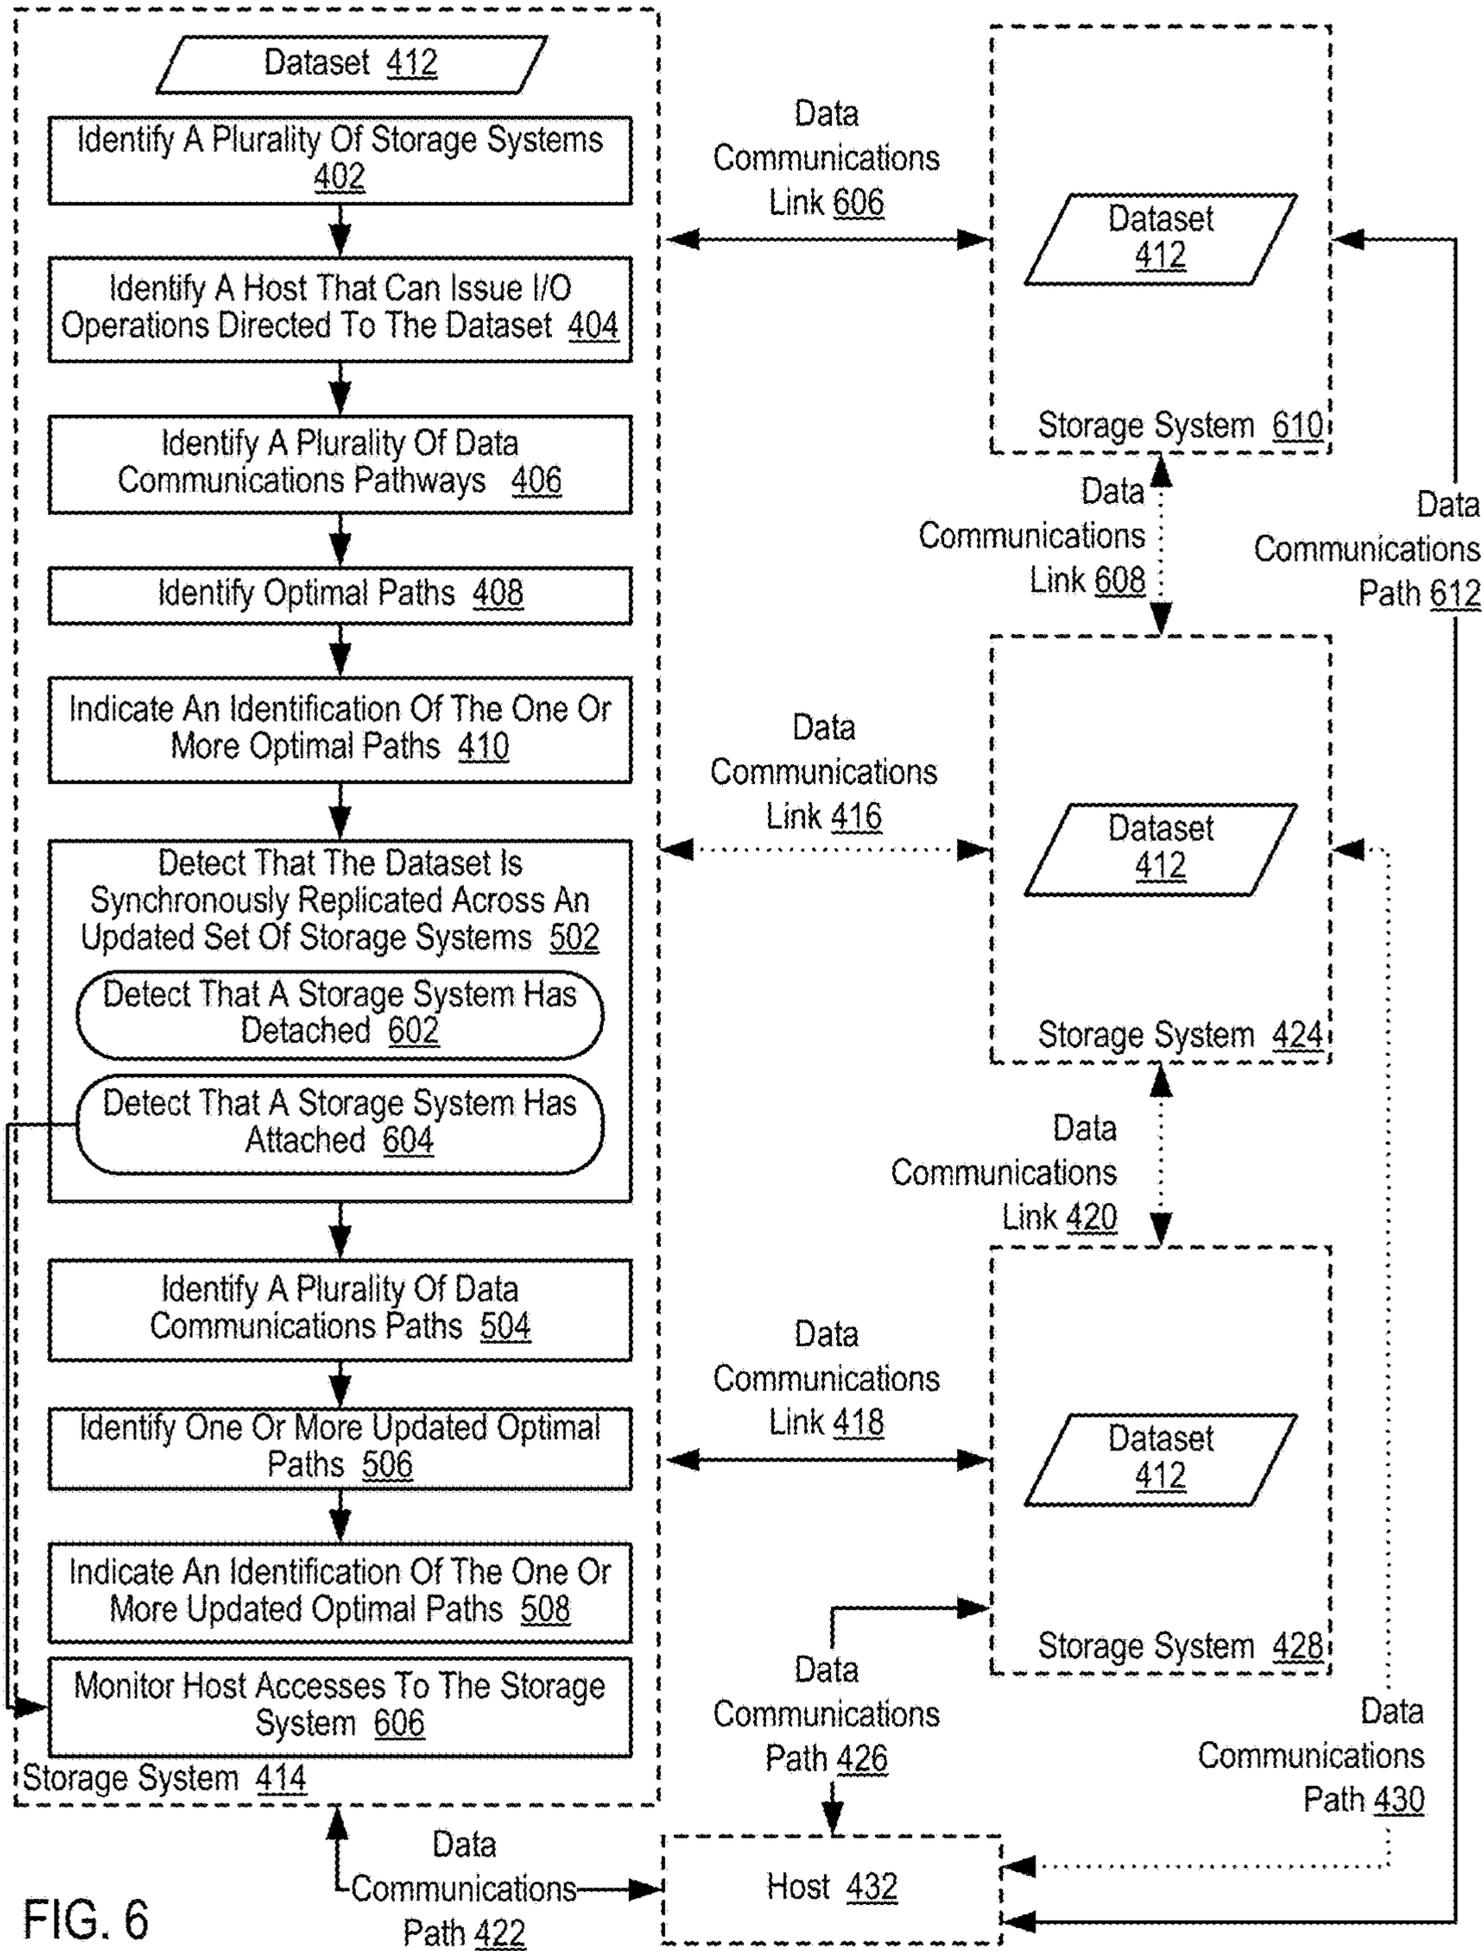 Dataset 412
Identify A Plurality Of Storage Systems
402
Identify A Host That Can Issue I/O
Operations Directed To The Dataset 404
Identify A Plurality Of Data
Communications Pathways 406
Identify Optimal Paths 408
Indicate An Identification Of The One Or
More Optimal Paths 410
Detect That The Dataset Is
Synchronously Replicated Across An
Updated Set Of Storage Systems 502
Detect That A Storage System Has
Detached 602
Detect That A Storage System Has
Attached 604
Identify A Plurality Of Data
Communications Paths 504
Identify One Or More Updated Optimal
Paths 506
Indicate An Identification Of The One Or
More Updated Optimal Paths 508
Monitor Host Accesses To The Storage
System 606
Storage System 414
Data
Communications
Link 606
Dataset
412
Storage System 610
Data
Communications
Link 608
Data
Communications
Path 612
Data
Communications
Link 416
Dataset
412
Storage System 424
Data
Communications
Link 420
Data
Communications
Link 418
Dataset
412
Storage System 428
Data
Communications
Path 426
Data
Communications
Path 430
Data
Communications
Path 422
Host 432
FIG. 6